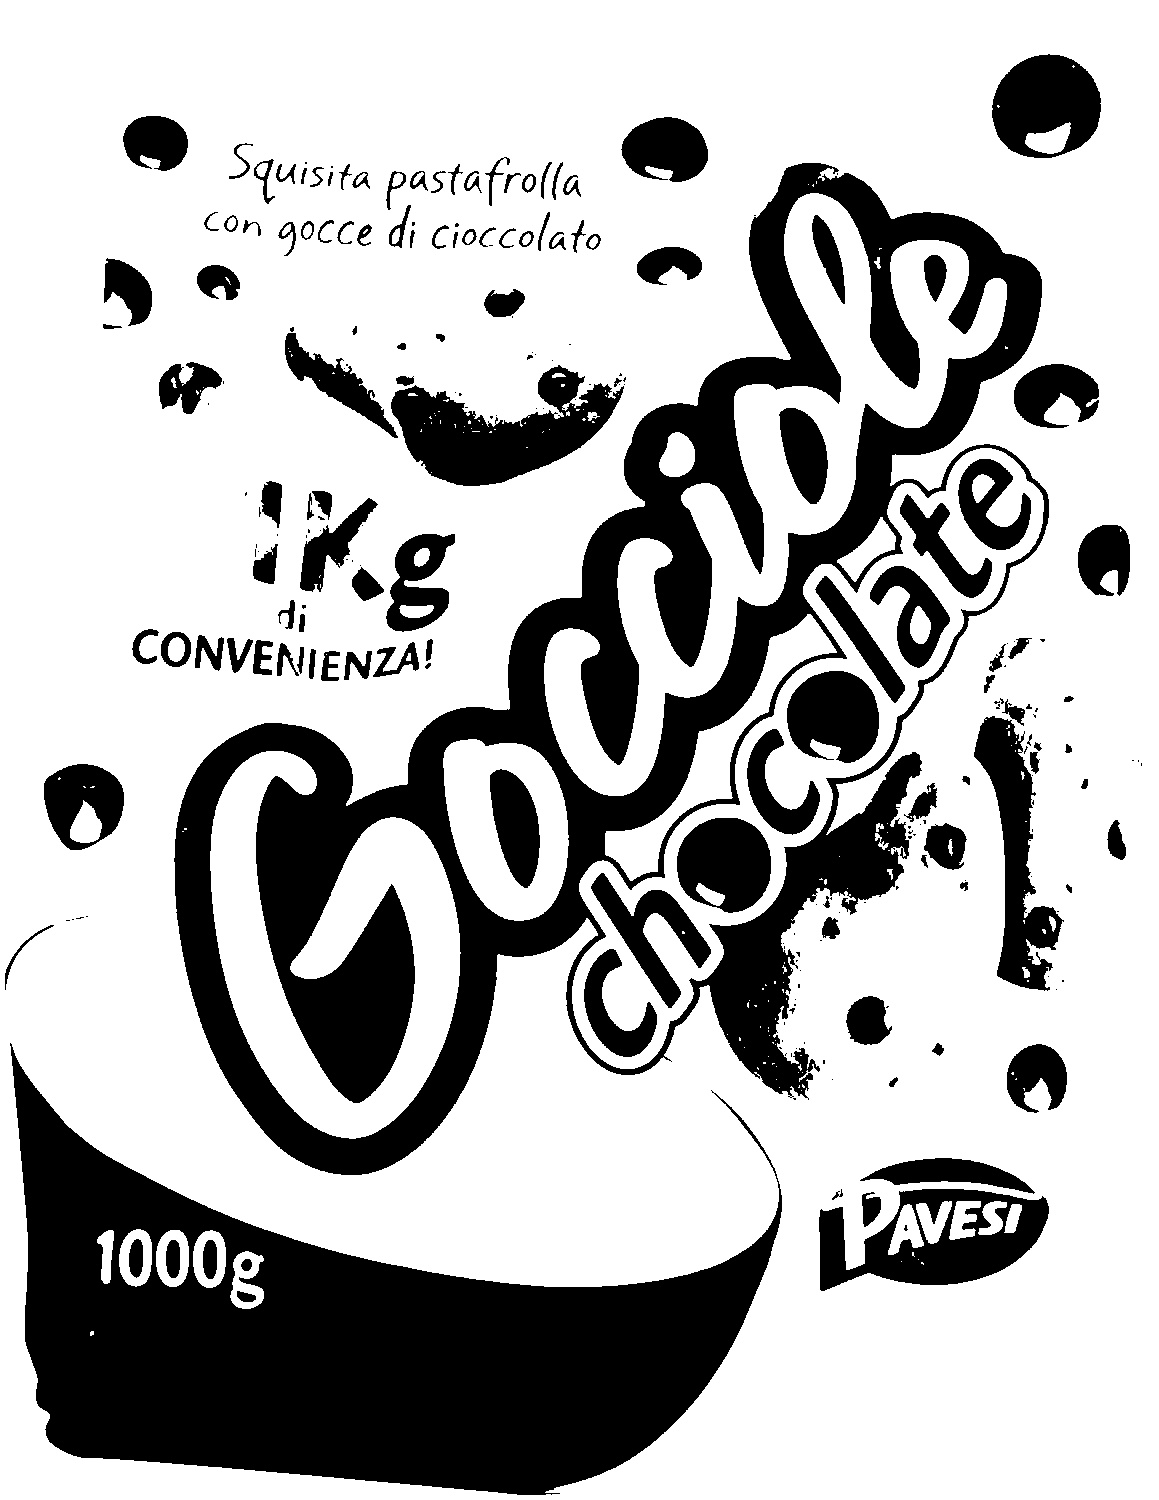 Squisita pastafrolla
con gocce di cioccolato
1Kg
di
CONVENIENZA!
Gocciole
chocolate
PAVESI
1000g